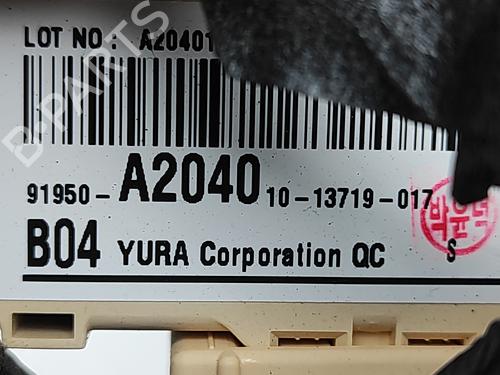 LOT NO: A20401
91950-A2040 10-13719-017
B04 YURA Corporation QC S
B-PARTS